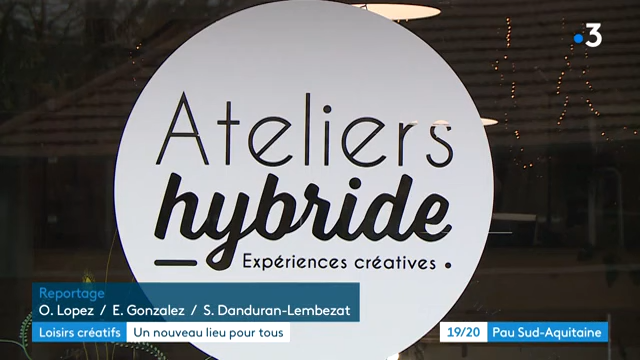 3
Ateliers
hybride
Expériences créatives
Reportage
O. Lopez / E. Gonzalez / S. Danduran-Lembezat
Loisirs créatifs Un nouveau lieu pour tous 19/20 Pau Sud-Aquitaine